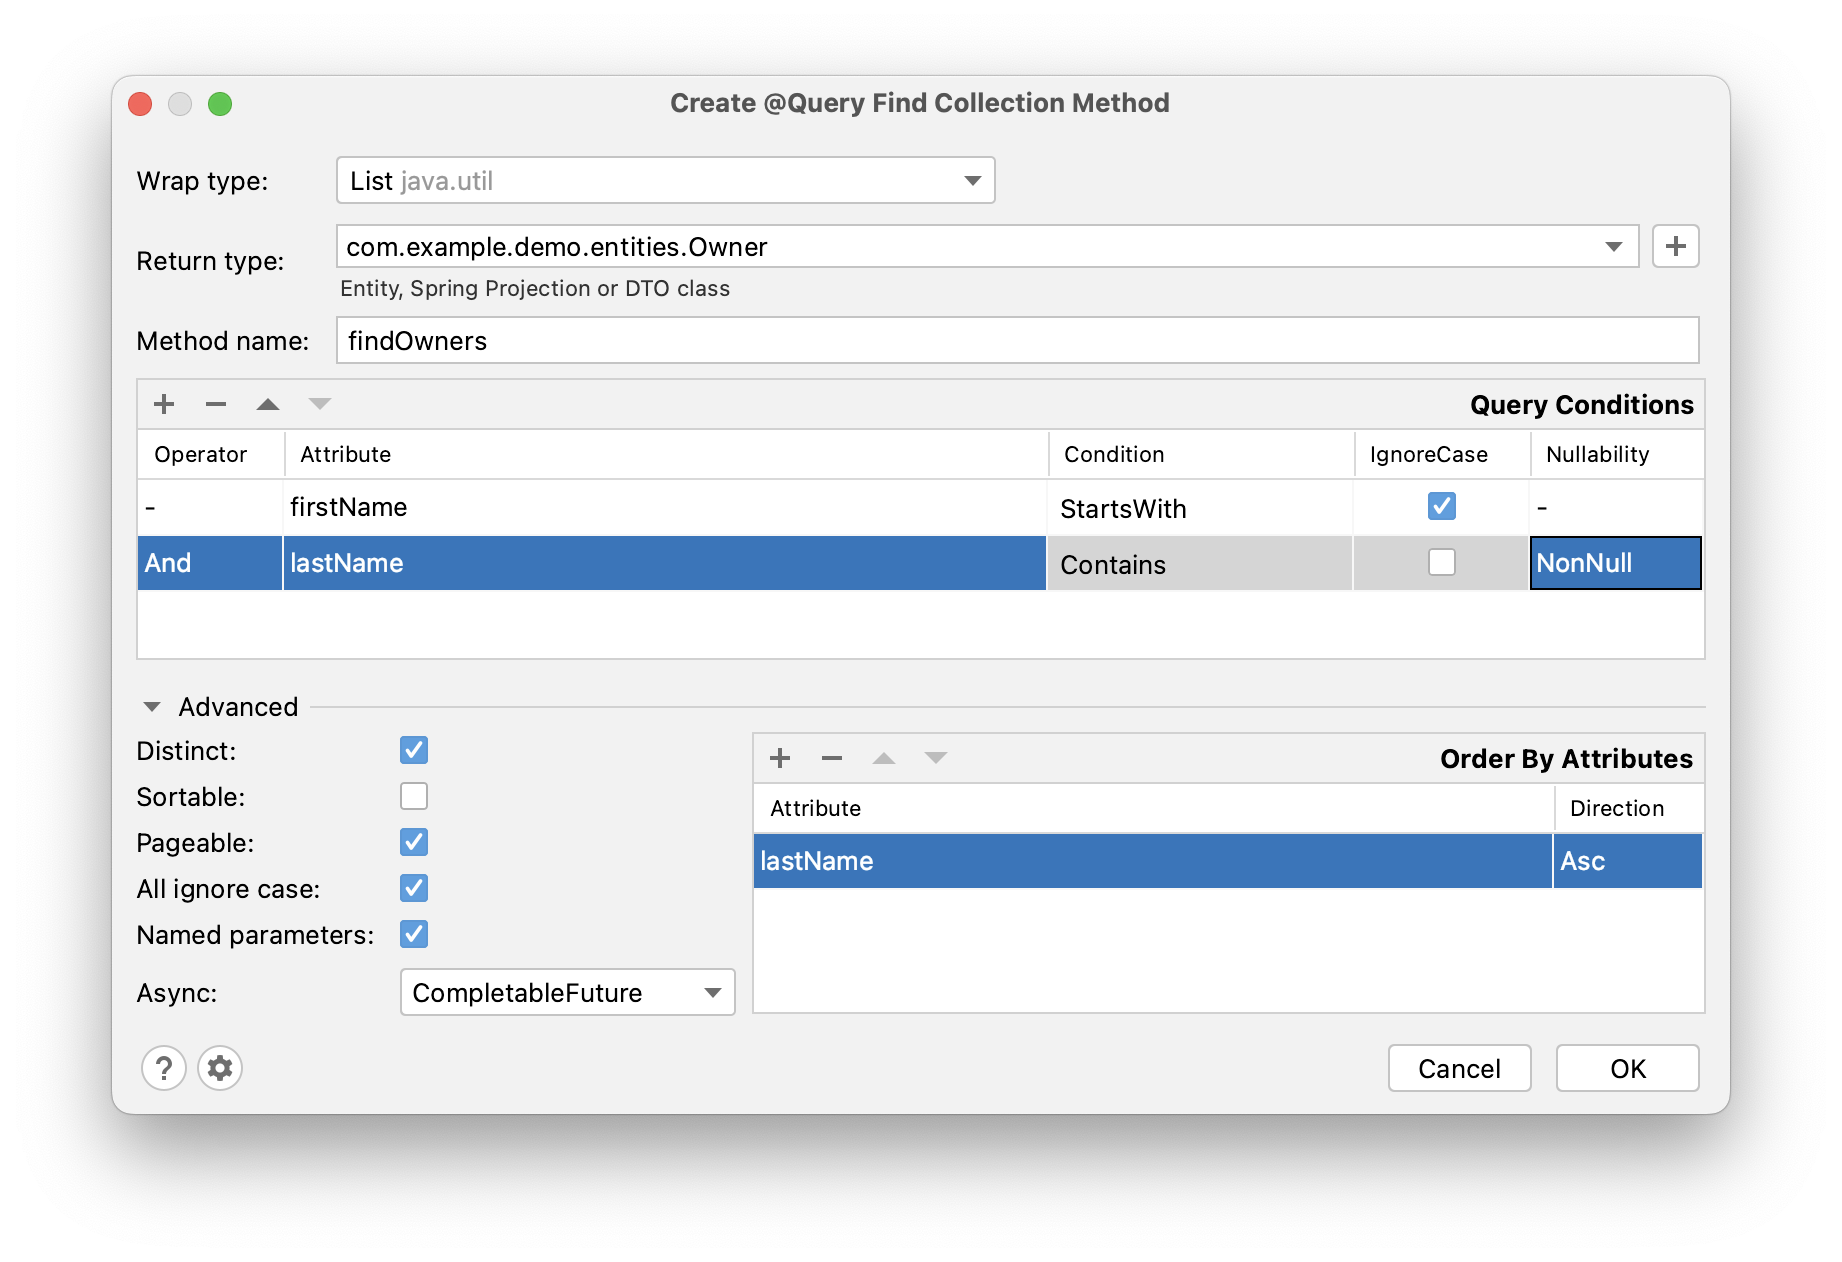 Create @Query Find Collection Method
Wrap type: List java.util
Return type: com.example.demo.entities.Owner
Entity, Spring Projection or DTO class
Method name: findOwners
Query Conditions
Operator Attribute Condition IgnoreCase Nullability
- firstName StartsWith -
And lastName Contains NonNull
Advanced
Distinct:
Sortable:
Pageable:
All ignore case:
Named parameters:
Async: CompletableFuture
Order By Attributes
Attribute Direction
lastName Asc
? Cancel OK